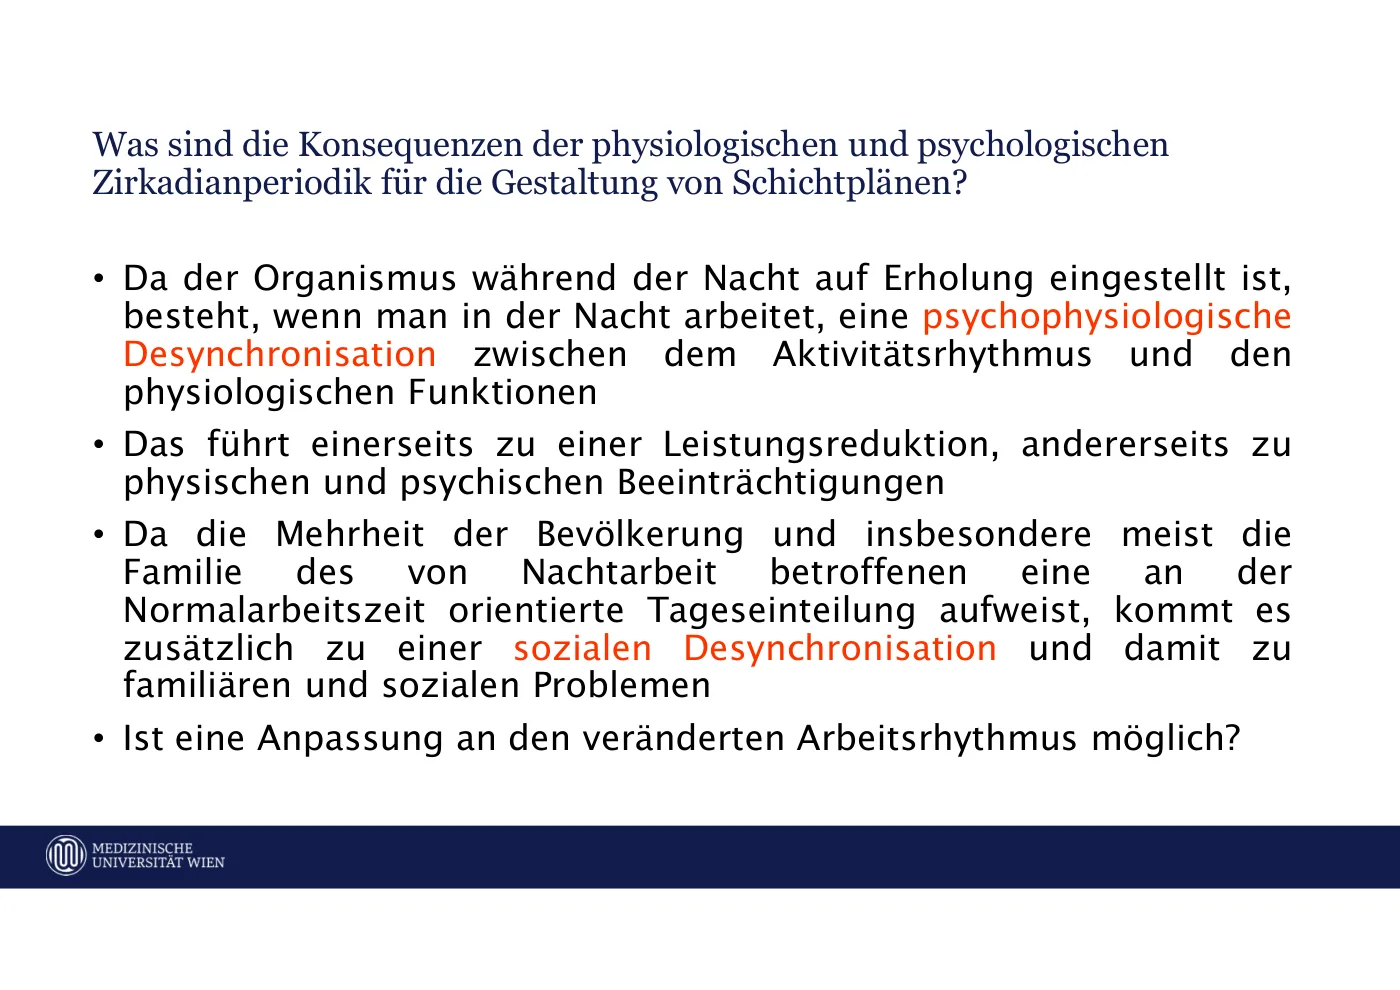 Was sind die Konsequenzen der physiologischen und psychologischen
Zirkadianperiodik für die Gestaltung von Schichtplänen?
• Da der Organismus während der Nacht auf Erholung eingestellt ist,
besteht, wenn man in der Nacht arbeitet, eine psychophysiologische
Desynchronisation zwischen dem Aktivitätsrhythmus und den
physiologischen Funktionen
• Das führt einerseits zu einer Leistungsreduktion, andererseits zu
physischen und psychischen Beeinträchtigungen
• Da die Mehrheit der Bevölkerung und insbesondere meist die
Familie des von Nachtarbeit betroffenen eine an der
Normalarbeitszeit orientierte Tageseinteilung aufweist, kommt es
zusätzlich zu einer sozialen Desynchronisation und damit zu
familiären und sozialen Problemen
• Ist eine Anpassung an den veränderten Arbeitsrhythmus möglich?
MEDIZINISCHE
UNIVERSITÄT WIEN